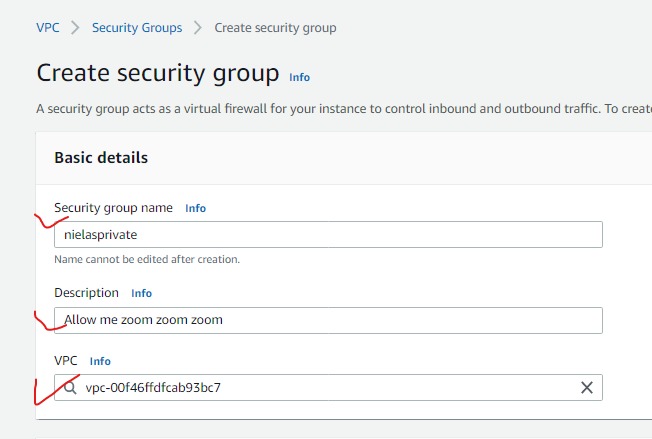 VPC > Security Groups > Create security group
Create security group Info
A security group acts as a virtual firewall for your instance to control inbound and outbound traffic. To create
Basic details
Security group name Info
nielasprivate
Name cannot be edited after creation.
Description Info
Allow me zoom zoom zoom
VPC Info
vpc-00f46ffdfcab93bc7